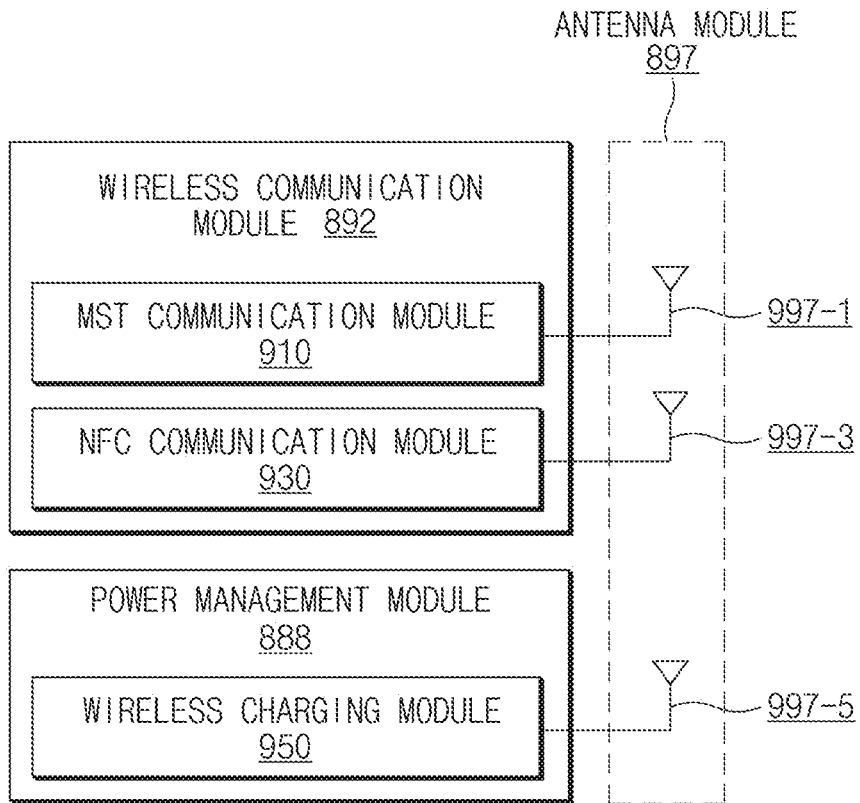 ANTENNA MODULE
897
WIRELESS COMMUNICATION
MODULE 892
MST COMMUNICATION MODULE
910
997-1
NFC COMMUNICATION MODULE
930
997-3
POWER MANAGEMENT MODULE
888
WIRELESS CHARGING MODULE
950
997-5